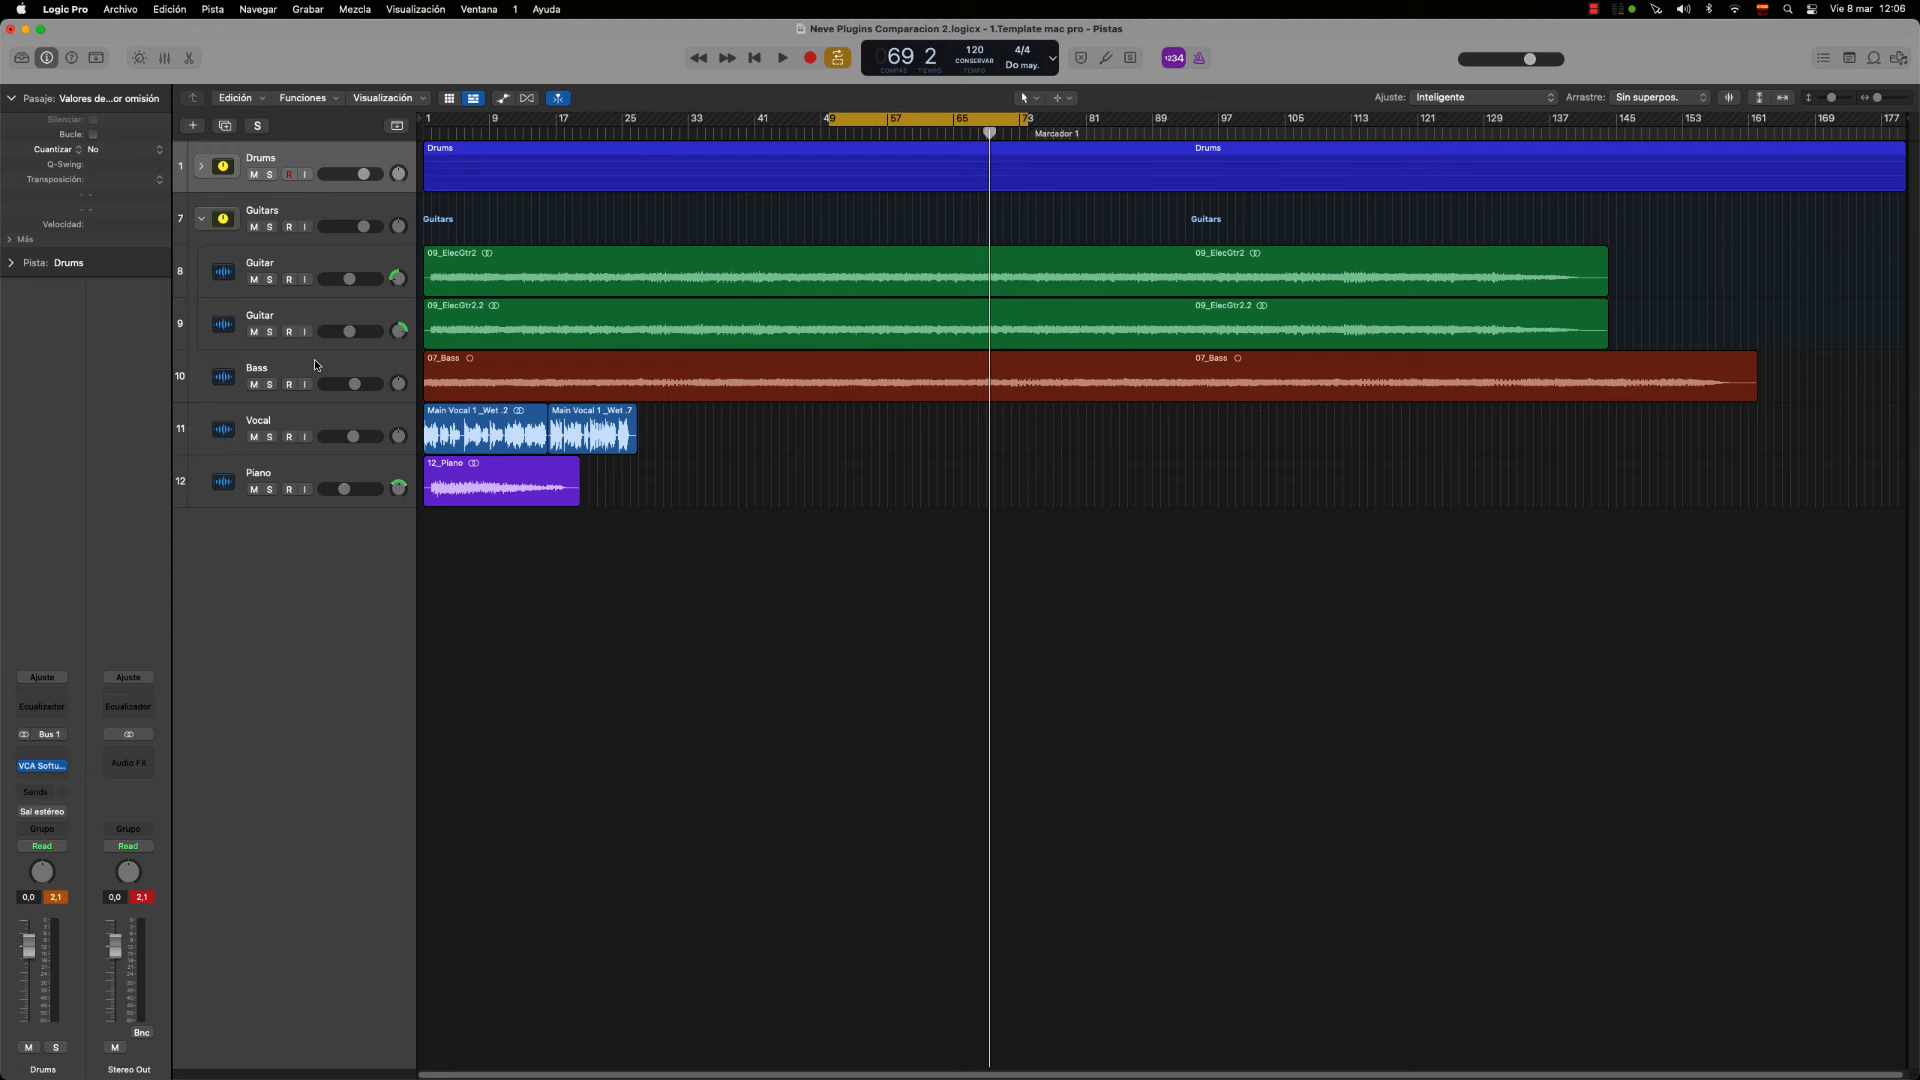 Logic Pro Archivo Edición Pista Navegar Grabar Mezcla Visualización Ventana 1 Ayuda Vie 8 mar 12:06
Neve Plugins Comparacion 2.logicx - 1.Template mac pro - Pistas
69 2 120 4/4
CONSERVAR Do may.
COMPÁS TIEMPO TEMPO
1234
Pasaje: Valores de...or omisión
Edición Funciones Visualización
Ajuste: Inteligente Arrastre: Sin superpos.
Silenciar:
Bucle:
Cuantizar No
Q-Swing:
Transposición:
Velocidad:
Más
Pista: Drums
S
1 9 17 25 33 41 49 57 65 73 81 89 97 105 113 121 129 137 145 153 161 169 177
Marcador 1
1 Drums
M S R I
Drums Drums
7 Guitars
M S R I
Guitars Guitars
8 Guitar
M S R I
09_ElecGtr2 09_ElecGtr2
9 Guitar
M S R I
09_ElecGtr2.2 09_ElecGtr2.2
10 Bass
M S R I
07_Bass 07_Bass
11 Vocal
M S R I
Main Vocal 1 _Wet .2 Main Vocal 1 _Wet .7
12 Piano
M S R I
12_Piano
Ajuste Ajuste
Ecualizador Ecualizador
Bus 1
VCA Softu... Audio FX
Sends
Sal estéreo
Grupo Grupo
Read Read
0,0 2,1 0,0 2,1
Bnc
M S M
Drums Stereo Out